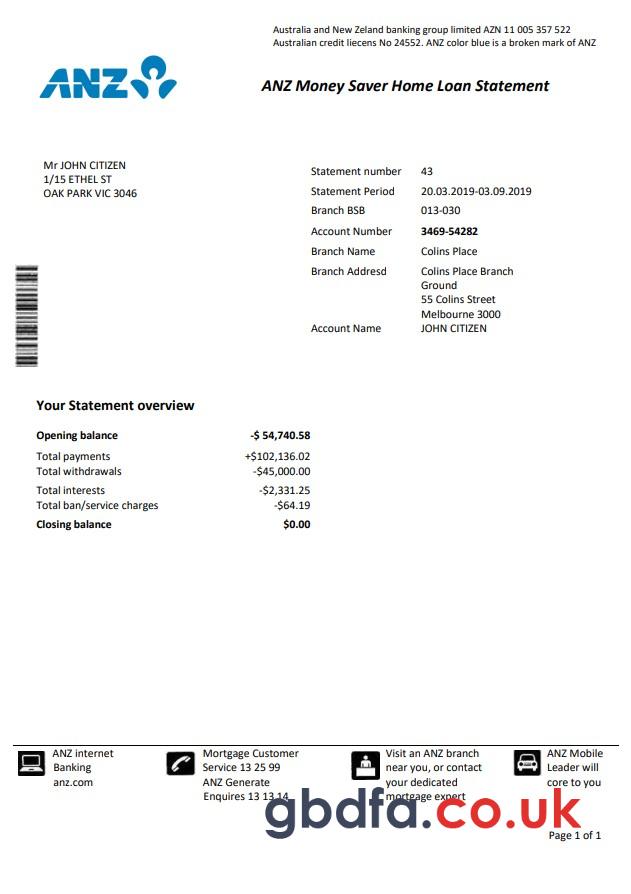 Australia and New Zeland banking group limited AZN 11 005 357 522
Australian credit liecens No 24552. ANZ color blue is a broken mark of ANZ
ANZ
ANZ Money Saver Home Loan Statement
Mr JOHN CITIZEN
1/15 ETHEL ST
OAK PARK VIC 3046
Statement number 43
Statement Period 20.03.2019-03.09.2019
Branch BSB 013-030
Account Number 3469-54282
Branch Name Colins Place
Branch Addresd Colins Place Branch
Ground
55 Colins Street
Melbourne 3000
Account Name JOHN CITIZEN
Your Statement overview
Opening balance -$ 54,740.58
Total payments +$102,136.02
Total withdrawals -$45,000.00
Total interests -$2,331.25
Total ban/service charges -$64.19
Closing balance $0.00
ANZ internet
Banking
anz.com
Mortgage Customer
Service 13 25 99
ANZ Generate
Enquires 13 13 14
Visit an ANZ branch
near you, or contact
your dedicated
mortgage expert
ANZ Mobile
Leader will
core to you
gbdfa.co.uk
Page 1 of 1